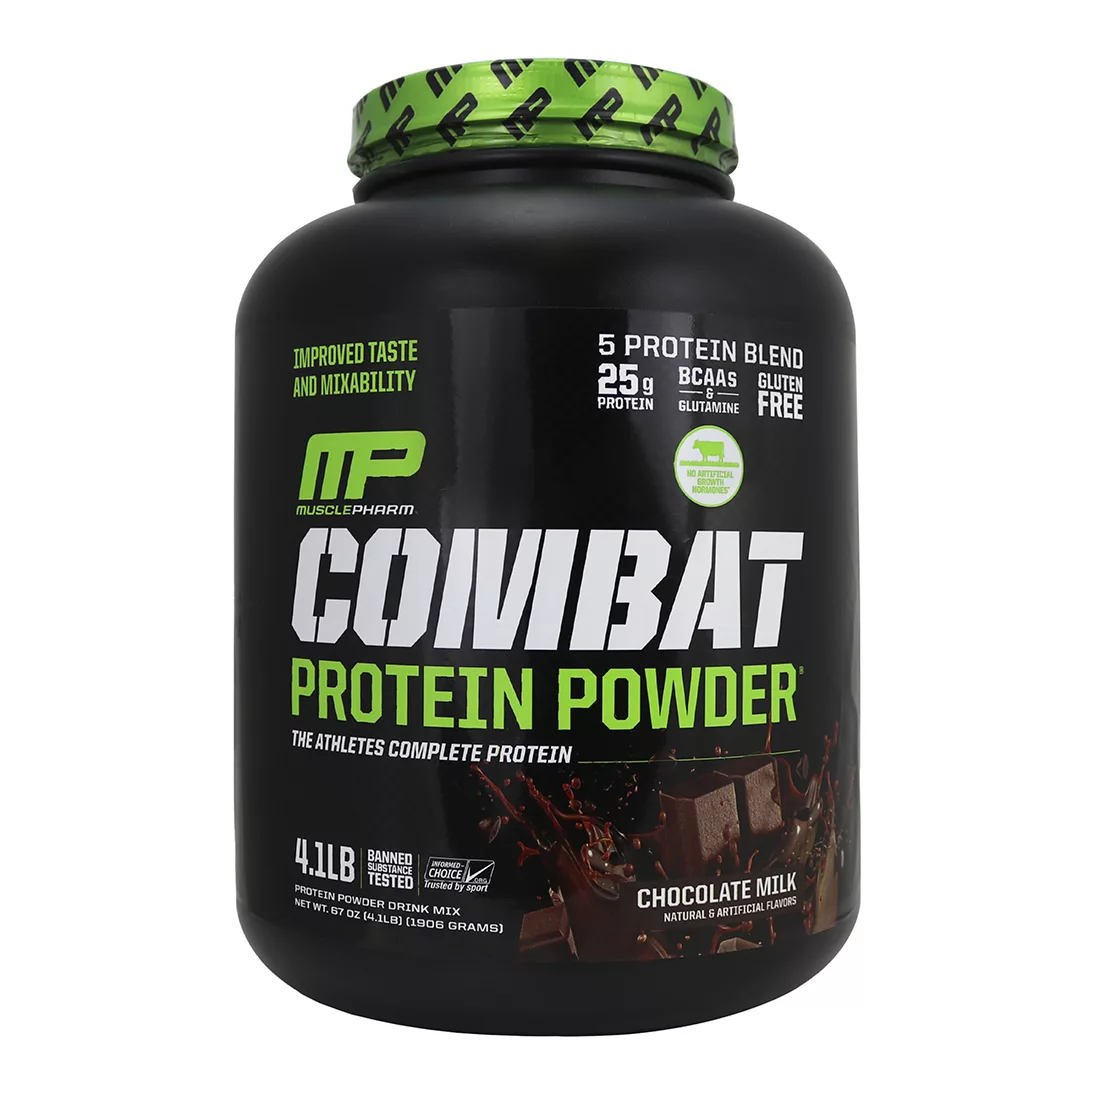 IMPROVED TASTE
AND MIXABILITY
5 PROTEIN BLEND
25g
PROTEIN
BCAAS
&
GLUTAMINE
GLUTEN
FREE
NO ARTIFICIAL
GROWTH
HORMONES*
MP
MUSCLEPHARM
COMBAT
PROTEIN POWDER®
THE ATHLETES COMPLETE PROTEIN
4.1LB
BANNED
SUBSTANCE
TESTED
INFORMED-
CHOICE
.ORG
Trusted by sport
PROTEIN POWDER DRINK MIX
NET WT. 67 OZ (4.1LB) (1906 GRAMS)
CHOCOLATE MILK
NATURAL & ARTIFICIAL FLAVORS